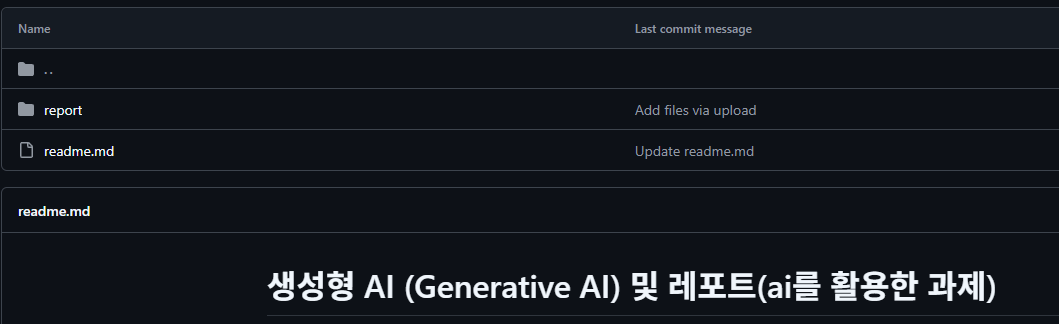 Name Last commit message
..
report Add files via upload
readme.md Update readme.md
readme.md
생성형 AI (Generative AI) 및 레포트(ai를 활용한 과제)